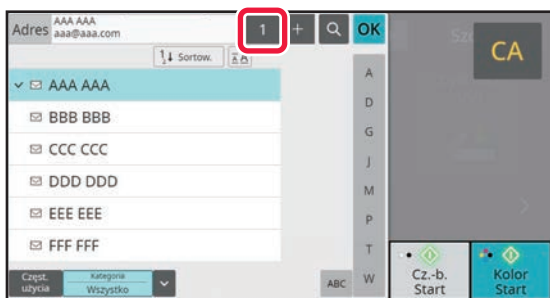 Adres AAA AAA
aaa@aaa.com
1
+
OK
CA
Sortow.
AAA AAA
BBB BBB
CCC CCC
DDD DDD
EEE EEE
FFF FFF
A
D
G
J
M
P
T
W
Częst.
użycia
Kategoria
Wszystko
ABC
Cz.-b.
Start
Kolor
Start